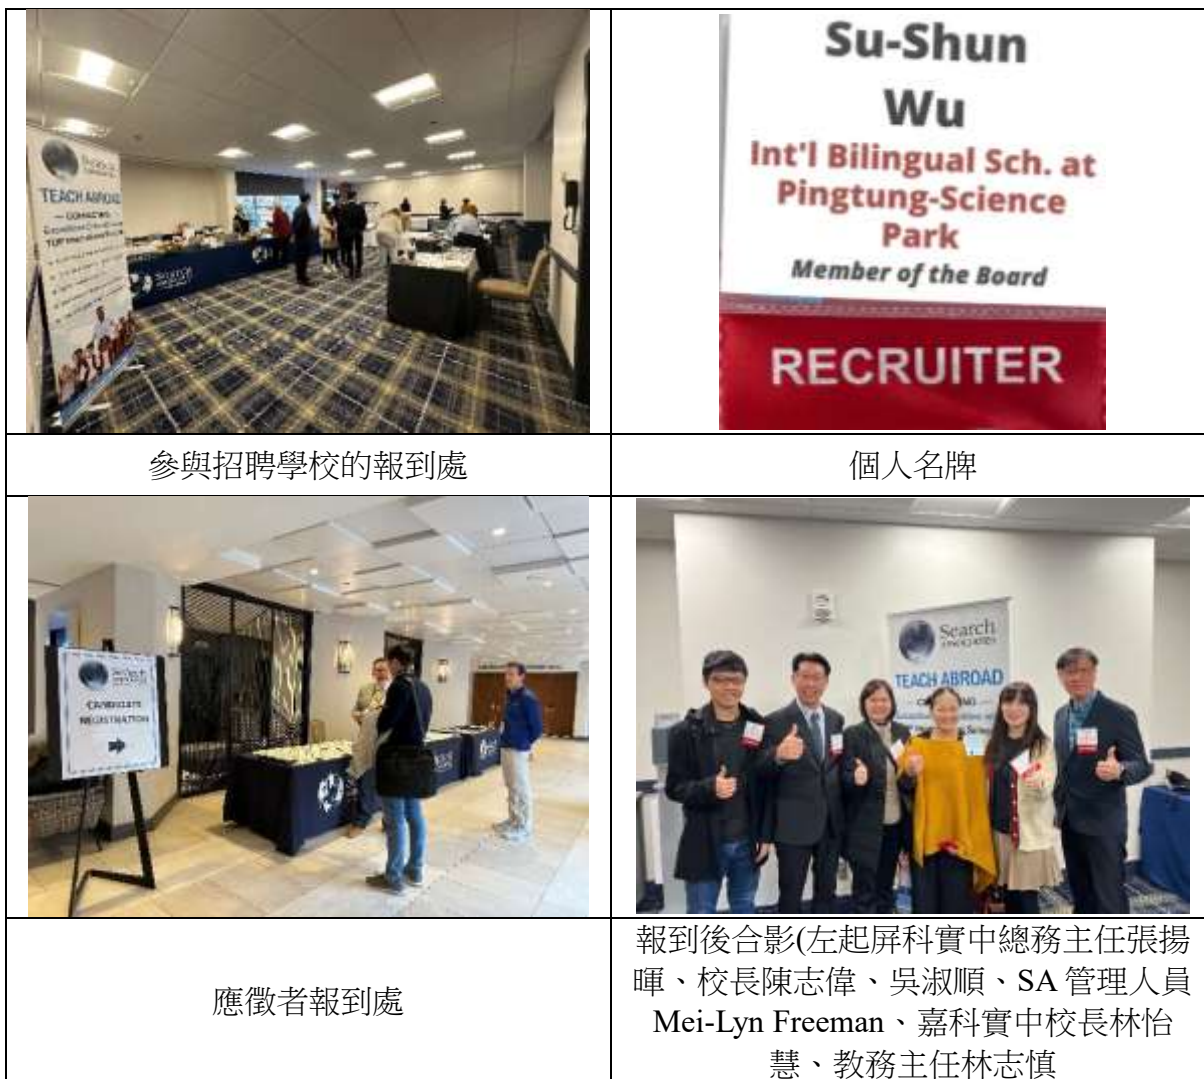 Search
TEACH ABROAD
Search
Su-Shun
Wu
Int'l Bilingual Sch. at
Pingtung-Science
Park
Member of the Board
RECRUITER
參與招聘學校的報到處
個人名牌
Search
CANDIDATE
REGISTRATION
Search
ASSOCIATES
TEACH ABROAD
應徵者報到處
報到後合影(左起屏科實中總務主任張揚
暉、校長陳志偉、吳淑順、SA 管理人員
Mei-Lyn Freeman、嘉科實中校長林怡
慧、教務主任林志慎